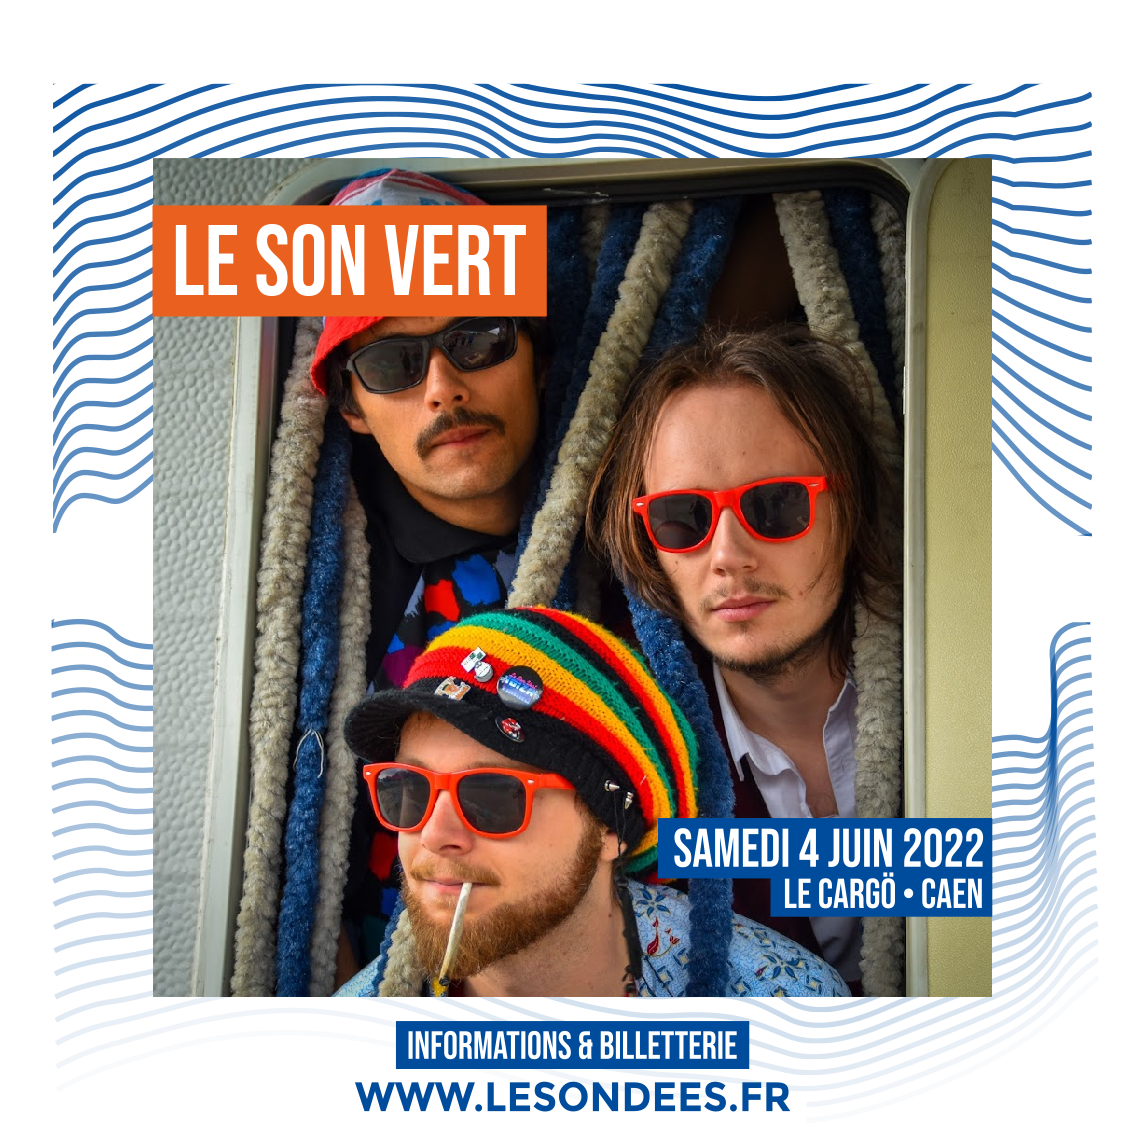 LE SON VERT
SAMEDI 4 JUIN 2022
LE CARGÖ • CAEN
INFORMATIONS & BILLETTERIE
WWW.LESONDEES.FR